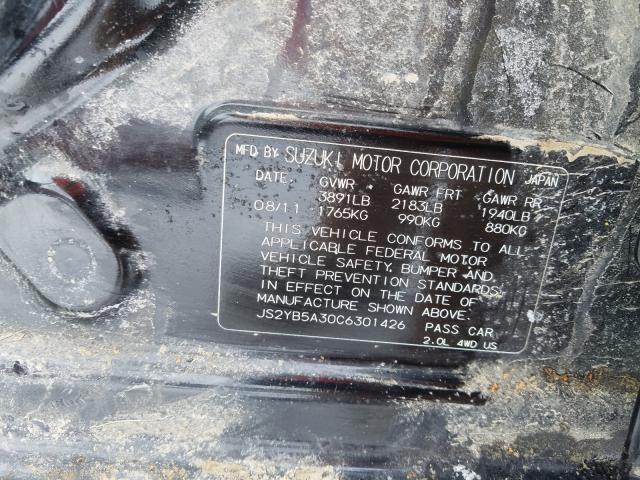 MFD BY SUZUKI MOTOR CORPORATION JAPAN
DATE GVWR GAWR FRT GAWR RR
3891LB 2183LB 1940LB
08/11 1765KG 990KG 880KG
THIS VEHICLE CONFORMS TO ALL
APPLICABLE FEDERAL MOTOR
VEHICLE SAFETY, BUMPER AND
THEFT PREVENTION STANDARDS
IN EFFECT ON THE DATE OF
MANUFACTURE SHOWN ABOVE.
JS2YB5A30C6301426 PASS CAR
2.0L 4WD US